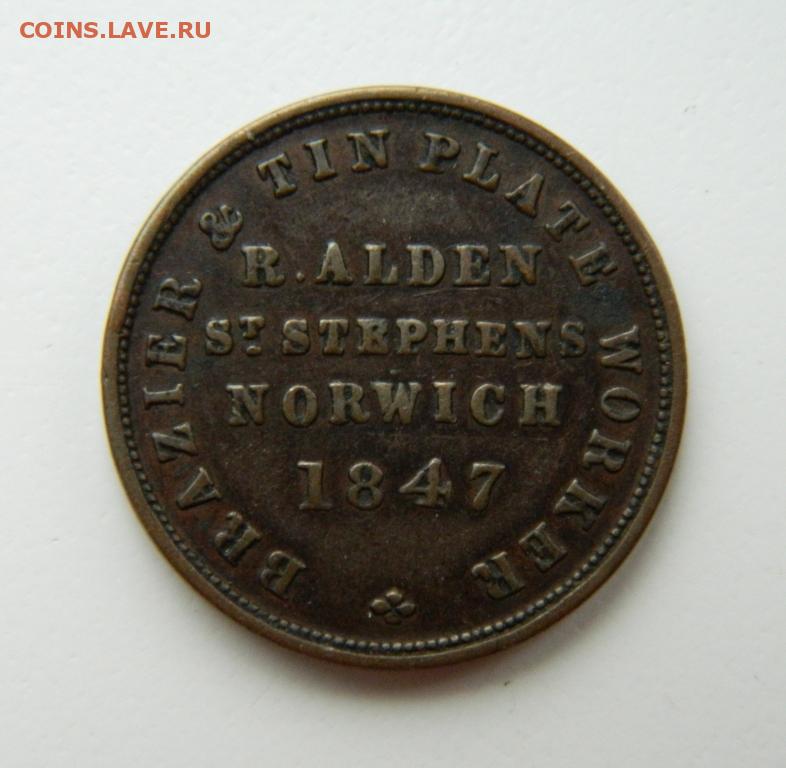 COINS.LAVE.RU
BRAZIER & TIN PLATE WORKER
R. ALDEN
ST. STEPHENS
NORWICH
1847